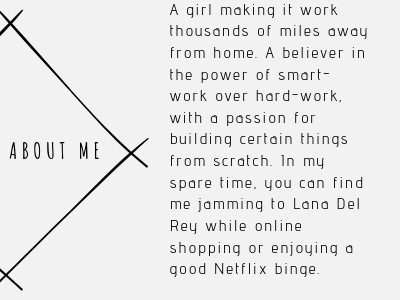 ABOUT ME
A girl making it work
thousands of miles away
from home. A believer in
the power of smart-
work over hard-work,
with a passion for
building certain things
from scratch. In my
spare time, you can find
me jamming to Lana Del
Rey while online
shopping or enjoying a
good Netflix binge.